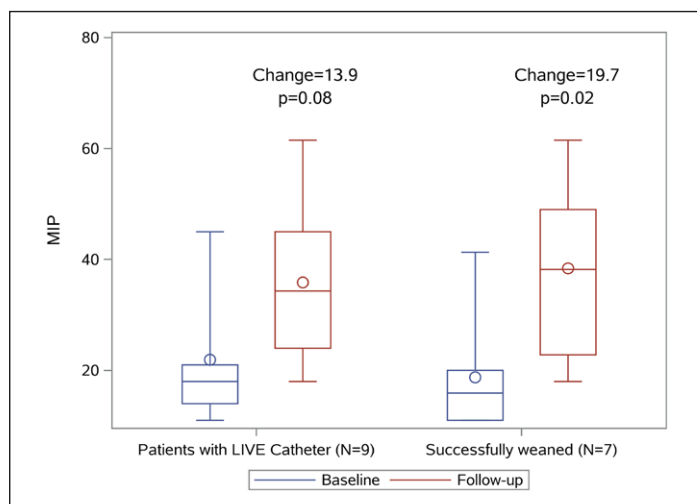 80
Change=13.9
p=0.08
Change=19.7
p=0.02
60
MIP
40
20
Patients with LIVE Catheter (N=9)
Successfully weaned (N=7)
Baseline
Follow-up